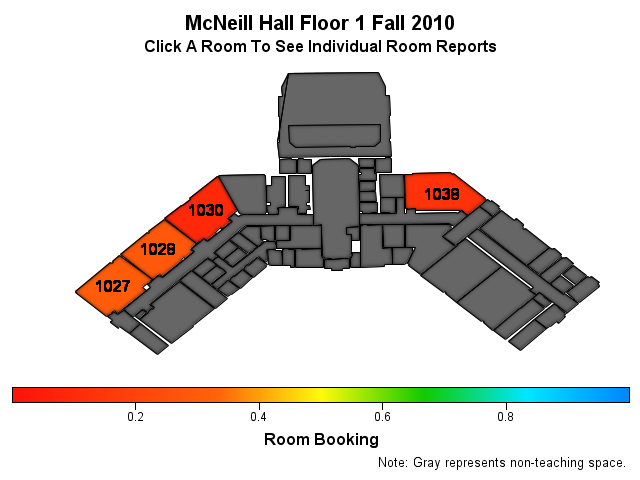 McNeill Hall Floor 1 Fall 2010
Click A Room To See Individual Room Reports
1030
1038
1028
1027
0.2 0.4 0.6 0.8
Room Booking
Note: Gray represents non-teaching space.